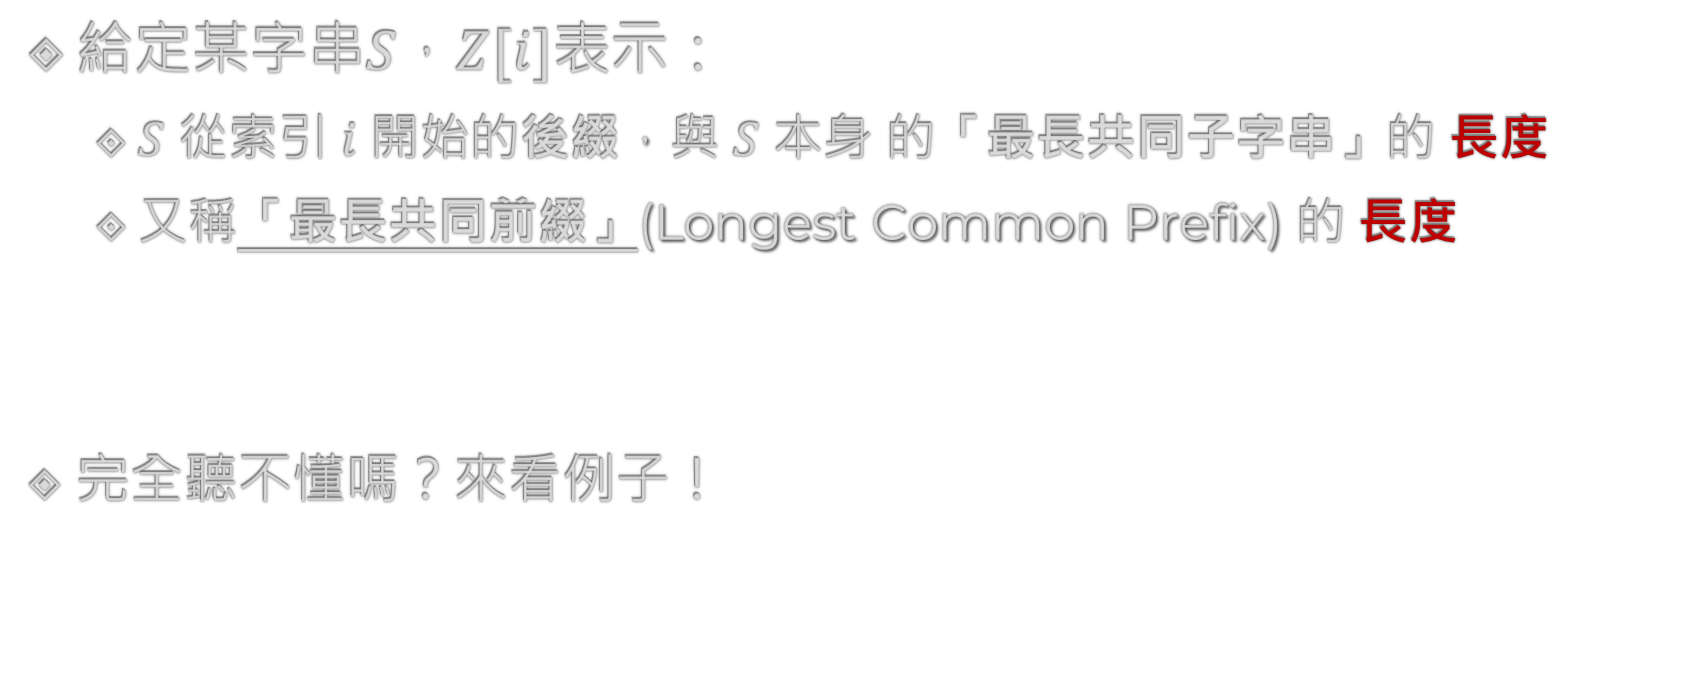 給定某字串S，Z[i]表示：
S 從索引 i 開始的後綴，與 S 本身 的「最長共同子字串」的 長度
又稱「最長共同前綴」(Longest Common Prefix) 的 長度
完全聽不懂嗎？來看例子！